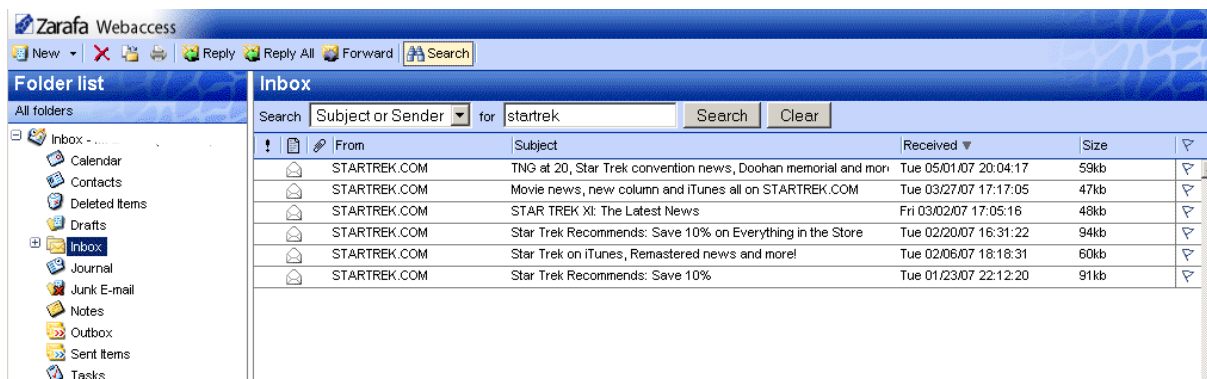 Zarafa Webaccess
New Reply Reply All Forward Search
Folder list
All folders
Inbox -
Calendar
Contacts
Deleted Items
Drafts
Inbox
Journal
Junk E-mail
Notes
Outbox
Sent Items
Tasks
Inbox
Search Subject or Sender for startrek Search Clear
! From Subject Received Size
STARTREK.COM TNG at 20, Star Trek convention news, Doohan memorial and mor Tue 05/01/07 20:04:17 59kb
STARTREK.COM Movie news, new column and iTunes all on STARTREK.COM Tue 03/27/07 17:17:05 47kb
STARTREK.COM STAR TREK XI: The Latest News Fri 03/02/07 17:05:16 48kb
STARTREK.COM Star Trek Recommends: Save 10% on Everything in the Store Tue 02/20/07 16:31:22 94kb
STARTREK.COM Star Trek on iTunes, Remastered news and more! Tue 02/06/07 18:18:31 60kb
STARTREK.COM Star Trek Recommends: Save 10% Tue 01/23/07 22:12:20 91kb